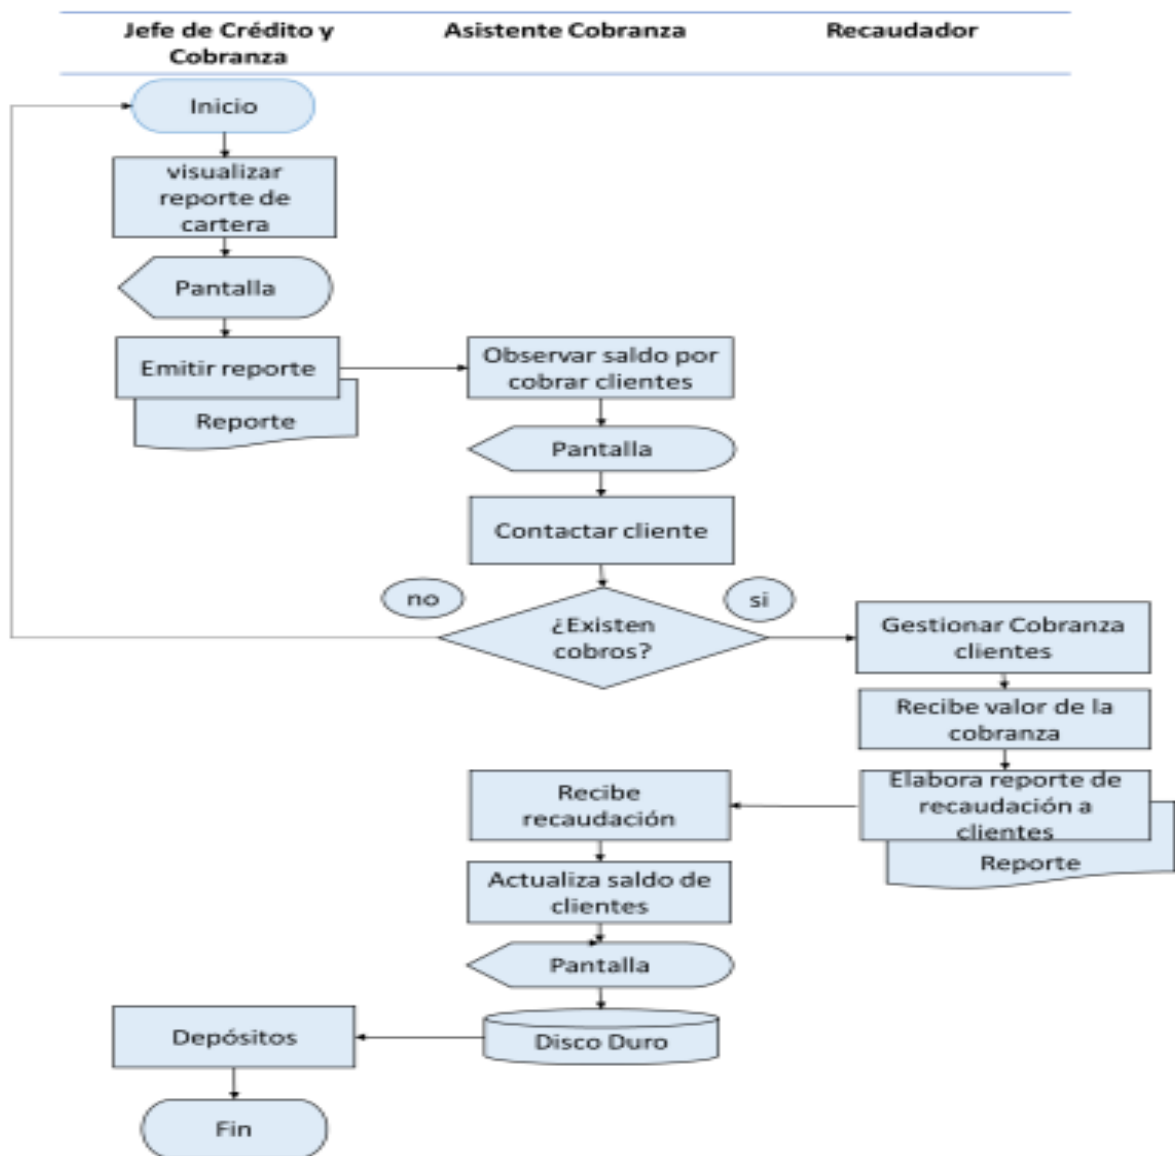 Jefe de Crédito y
Cobranza
Asistente Cobranza
Recaudador
Inicio
visualizar
reporte de
cartera
Pantalla
Emitir reporte
Reporte
Observar saldo por
cobrar clientes
Pantalla
Contactar cliente
no
¿Existen
cobros?
si
Gestionar Cobranza
clientes
Recibe valor de la
cobranza
Elabora reporte de
recaudación a
clientes
Reporte
Recibe
recaudación
Actualiza saldo de
clientes
Pantalla
Disco Duro
Depósitos
Fin